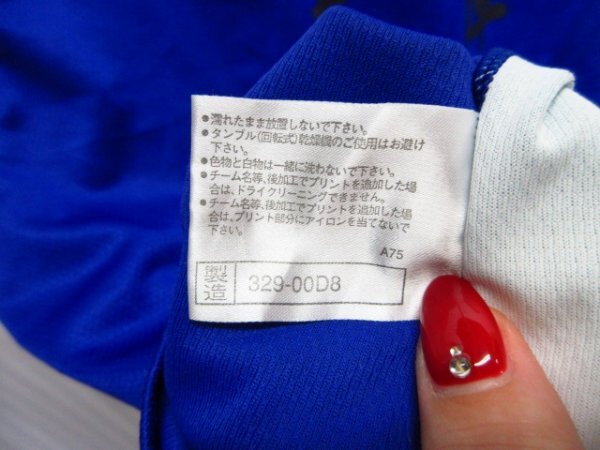 ●濡れたまま放置しないで下さい。
●タンブル(回転式)乾燥機のご使用はお避け
下さい。
●色物と白物は一緒に洗わないで下さい。
●チーム名等、後加工でプリントを追加した場
合は、ドライクリーニングできません。
●チーム名等、後加工でプリントを追加した場
合は、プリント部分にアイロンを当てないで下
さい。
A75
製造 329-00D8